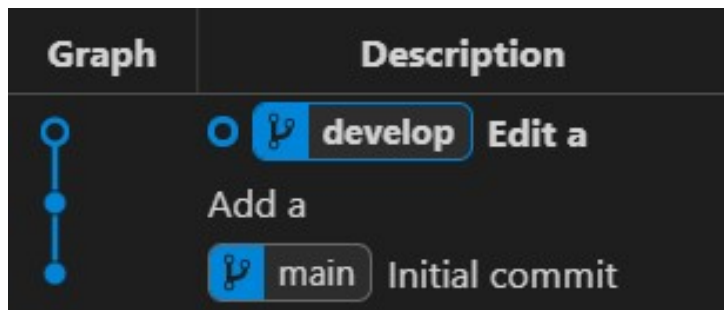 Graph Description
develop Edit a
Add a
main Initial commit